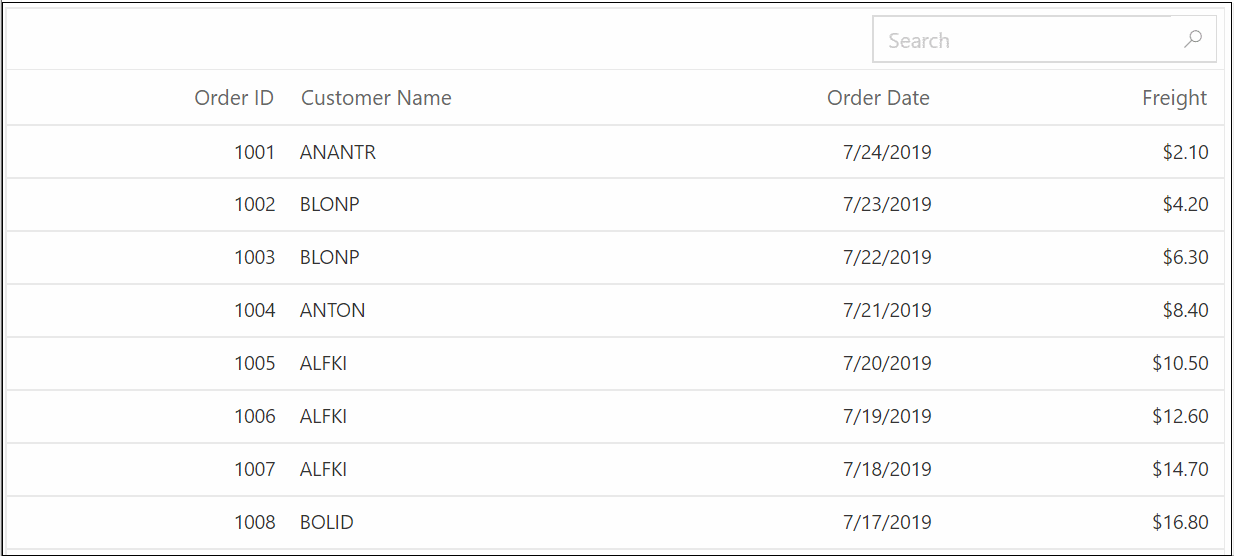 Search
Order ID Customer Name Order Date Freight
1001 ANANTR 7/24/2019 $2.10
1002 BLONP 7/23/2019 $4.20
1003 BLONP 7/22/2019 $6.30
1004 ANTON 7/21/2019 $8.40
1005 ALFKI 7/20/2019 $10.50
1006 ALFKI 7/19/2019 $12.60
1007 ALFKI 7/18/2019 $14.70
1008 BOLID 7/17/2019 $16.80